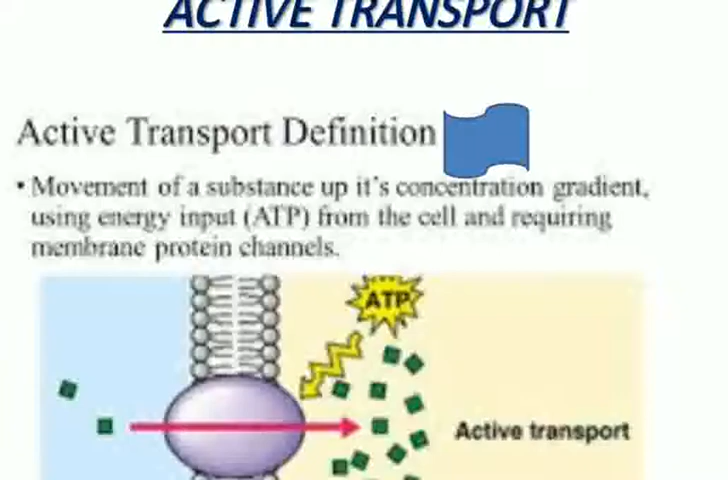 ACTIVE TRANSPORT
Active Transport Definition
• Movement of a substance up it's concentration gradient,
using energy input (ATP) from the cell and requiring
membrane protein channels.
ATP
Active transport